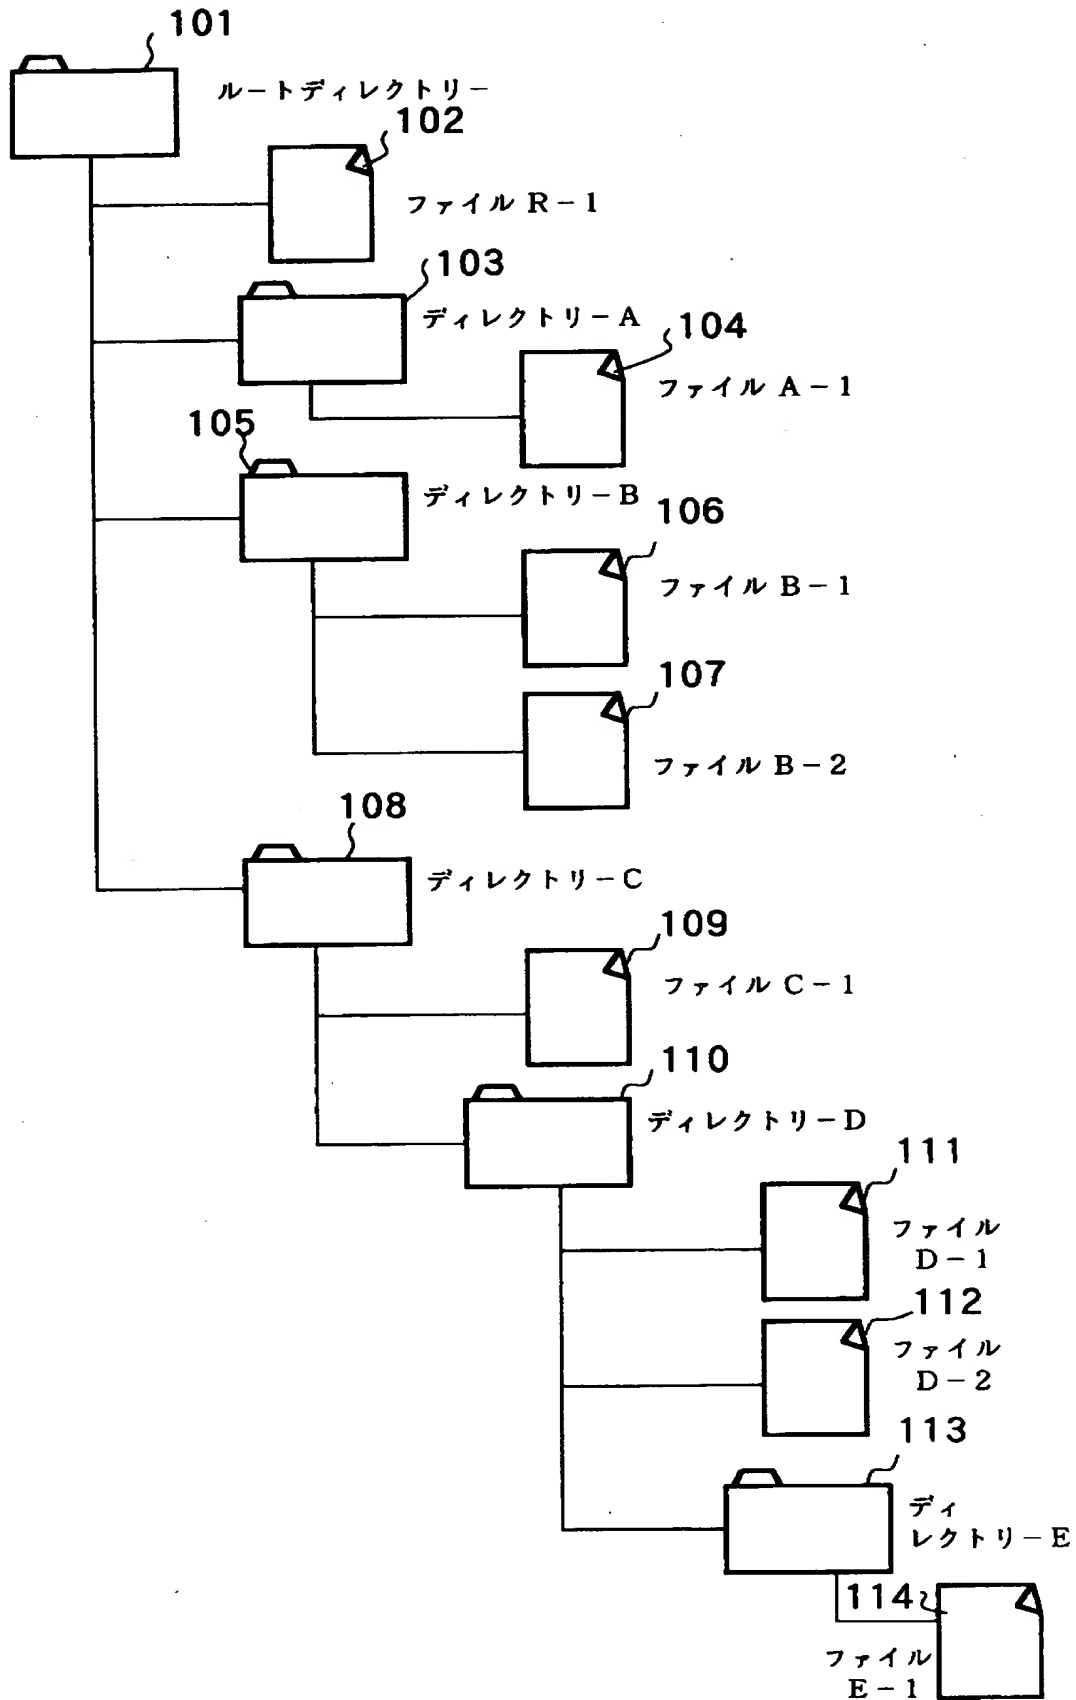 101
ルートディレクトリー
102
ファイル R-1
103
ディレクトリーA
104
ファイル A-1
105
ディレクトリーB
106
ファイル B-1
107
ファイル B-2
108
ディレクトリーC
109
ファイル C-1
110
ディレクトリーD
111
ファイル
D-1
112
ファイル
D-2
113
ディ
レクトリーE
114
ファイル
E-1